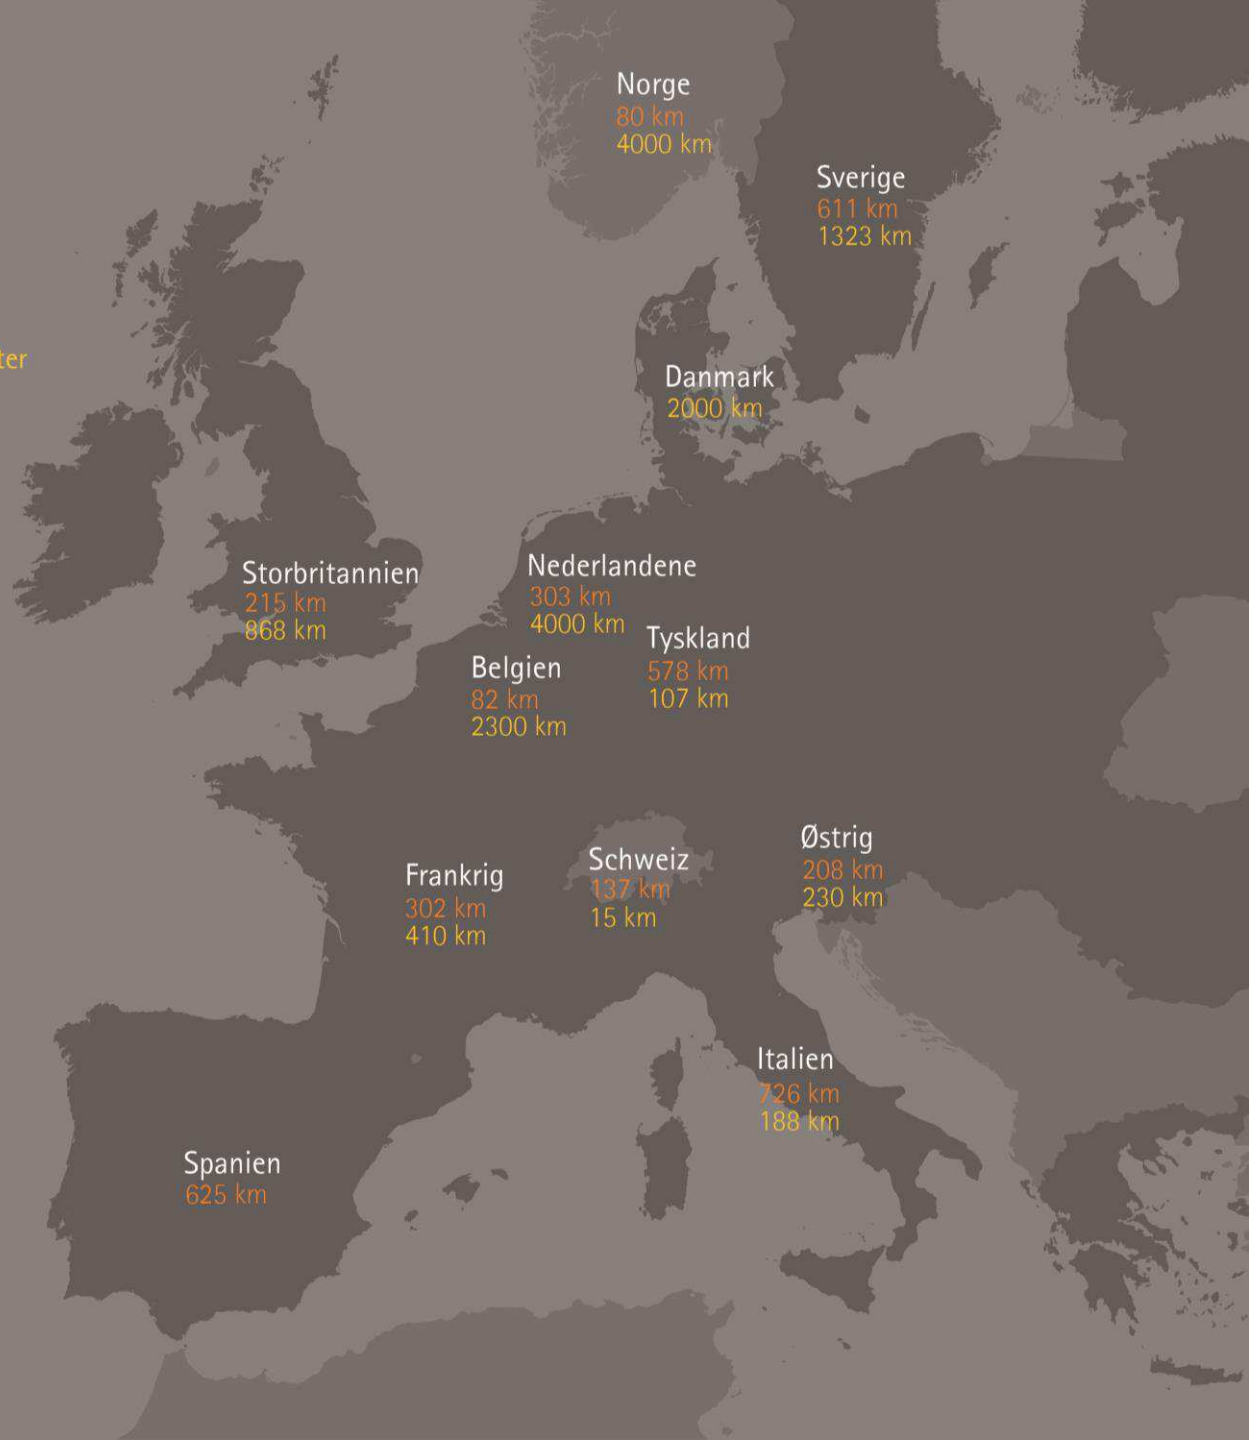 Norge
80 km
4000 km
Sverige
611 km
1323 km
ter
Danmark
2000 km
Storbritannien
215 km
868 km
Nederlandene
303 km
4000 km
Tyskland
578 km
107 km
Belgien
82 km
2300 km
Østrig
208 km
230 km
Schweiz
137 km
15 km
Frankrig
302 km
410 km
Italien
726 km
188 km
Spanien
625 km